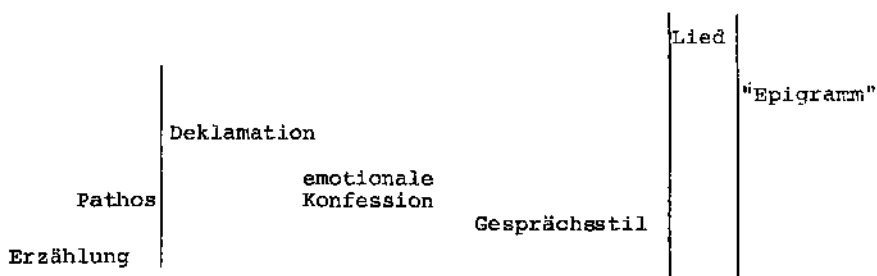 Lied
"Epigramm"
Deklamation
emotionale
Pathos Konfession
Gesprächsstil
Erzählung